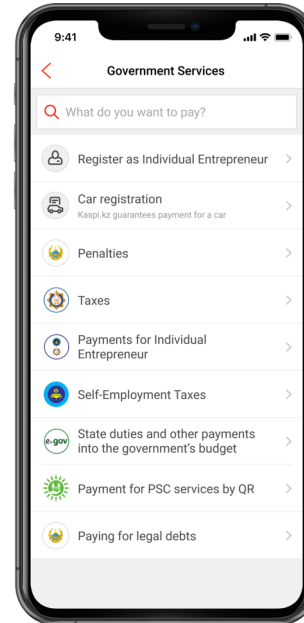 9:41
Government Services
What do you want to pay?
Register as Individual Entrepreneur
Car registration
Kaspi.kz guarantees payment for a car
Penalties
Taxes
Payments for Individual
Entrepreneur
Self-Employment Taxes
e-gov
State duties and other payments
into the government's budget
Payment for PSC services by QR
Paying for legal debts